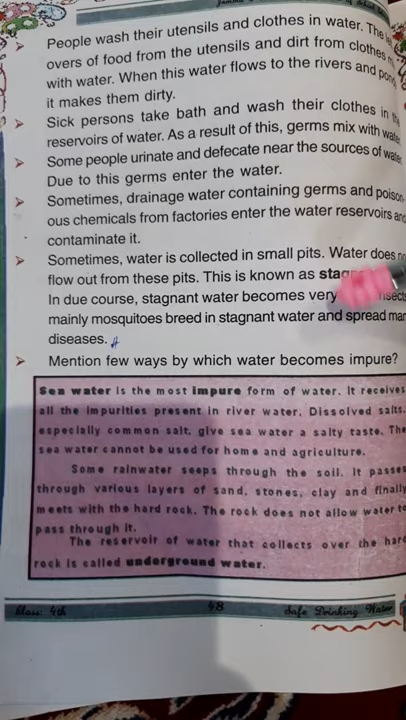 People wash their utensils and clothes in water. The
overs of food from the utensils and dirt from clothes
with water. When this water flows to the rivers and
it makes them dirty.
Sick persons take bath and wash their clothes in
reservoirs of water. As a result of this, germs mix with
Some people urinate and defecate near the sources of
Due to this germs enter the water.
Sometimes, drainage water containing germs and poison
ous chemicals from factories enter the water reservoirs
contaminate it.
Sometimes, water is collected in small pits. Water does
flow out from these pits. This is known as
In due course, stagnant water becomes very
mainly mosquitoes breed in stagnant water and spread
diseases.
Mention few ways by which water becomes impure?
Sea water is the most impure form of water. It receives
all the impurities present in river water. Dissolved salts,
especially common salt, give sea water a salty taste. The
sea water cannot be used for home and agriculture.
Some rainwater seeps through the soil. It passes
through various layers of sand, stones, clay and finally
meets with the hard rock. The rock does not allow water to
pass through it.
The reservoir of water that collects over the hard
rock is called underground water.
Class: 4th 48 Safe Drinking Water